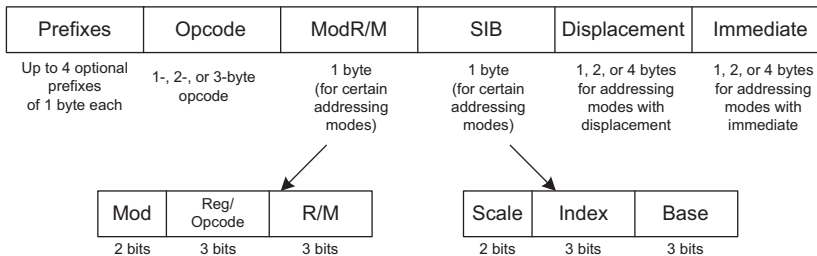 Prefixes
Opcode
ModR/M
SIB
Displacement
Immediate
Up to 4 optional
prefixes
of 1 byte each
1-, 2-, or 3-byte
opcode
1 byte
(for certain
addressing
modes)
1 byte
(for certain
addressing
modes)
1, 2, or 4 bytes
for addressing
modes with
displacement
1, 2, or 4 bytes
for addressing
modes with
immediate
Mod
Reg/
Opcode
R/M
Scale
Index
Base
2 bits
3 bits
3 bits
2 bits
3 bits
3 bits